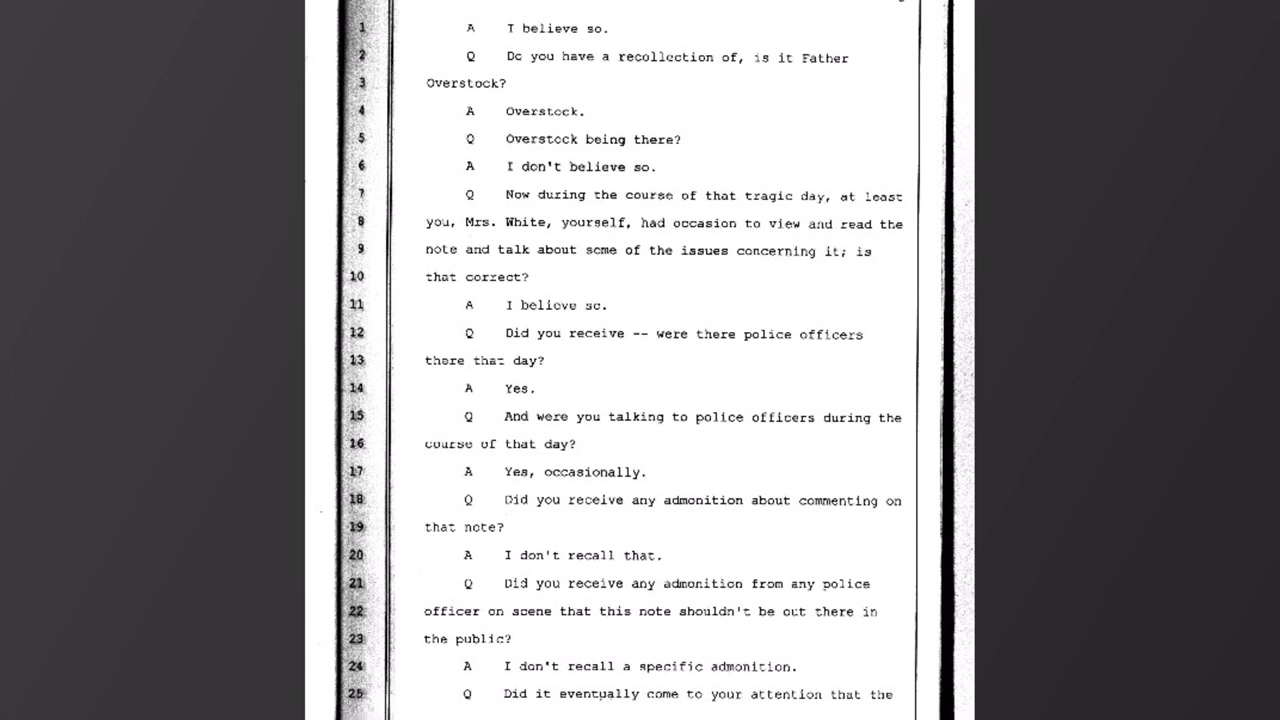 1 A I believe so.
2 Q Do you have a recollection of, is it Father
3 Overstock?
4 A Overstock.
5 Q Overstock being there?
6 A I don't believe so.
7 Q Now during the course of that tragic day, at least
8 you, Mrs. White, yourself, had occasion to view and read the
9 note and talk about some of the issues concerning it; is
10 that correct?
11 A I believe so.
12 Q Did you receive -- were there police officers
13 there that day?
14 A Yes.
15 Q And were you talking to police officers during the
16 course of that day?
17 A Yes, occasionally.
18 Q Did you receive any admonition about commenting on
19 that note?
20 A I don't recall that.
21 Q Did you receive any admonition from any police
22 officer on scene that this note shouldn't be out there in
23 the public?
24 A I don't recall a specific admonition.
25 Q Did it eventually come to your attention that the